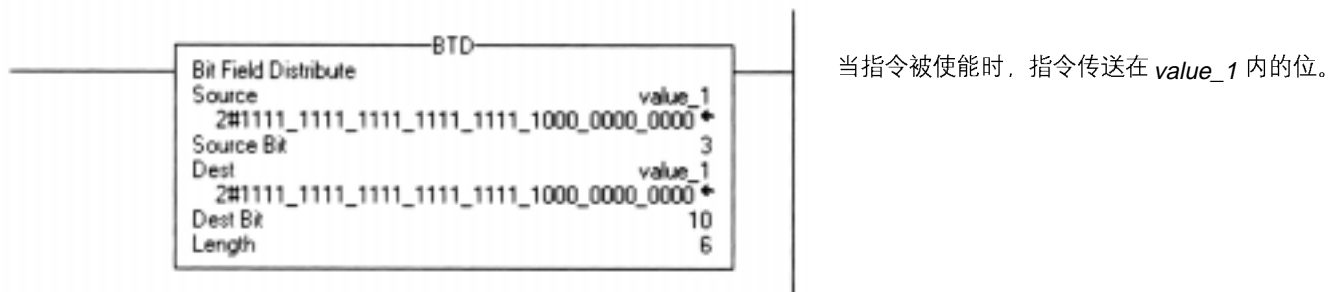 BTD
Bit Field Distribute
Source value_1
2#1111_1111_1111_1111_1111_1000_0000_0000
Source Bit 3
Dest value_1
2#1111_1111_1111_1111_1111_1000_0000_0000
Dest Bit 10
Length 6
当指令被使能时，指令传送在 value_1 内的位。